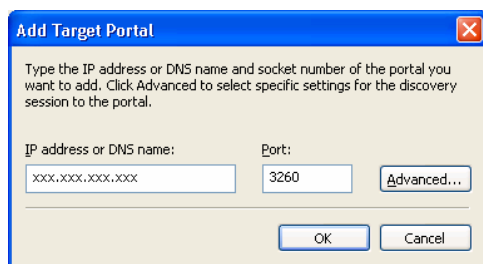 Add Target Portal
Type the IP address or DNS name and socket number of the portal you
want to add. Click Advanced to select specific settings for the discovery
session to the portal.
IP address or DNS name:
Port:
xxx.xxx.xxx.xxx
3260
Advanced...
OK
Cancel